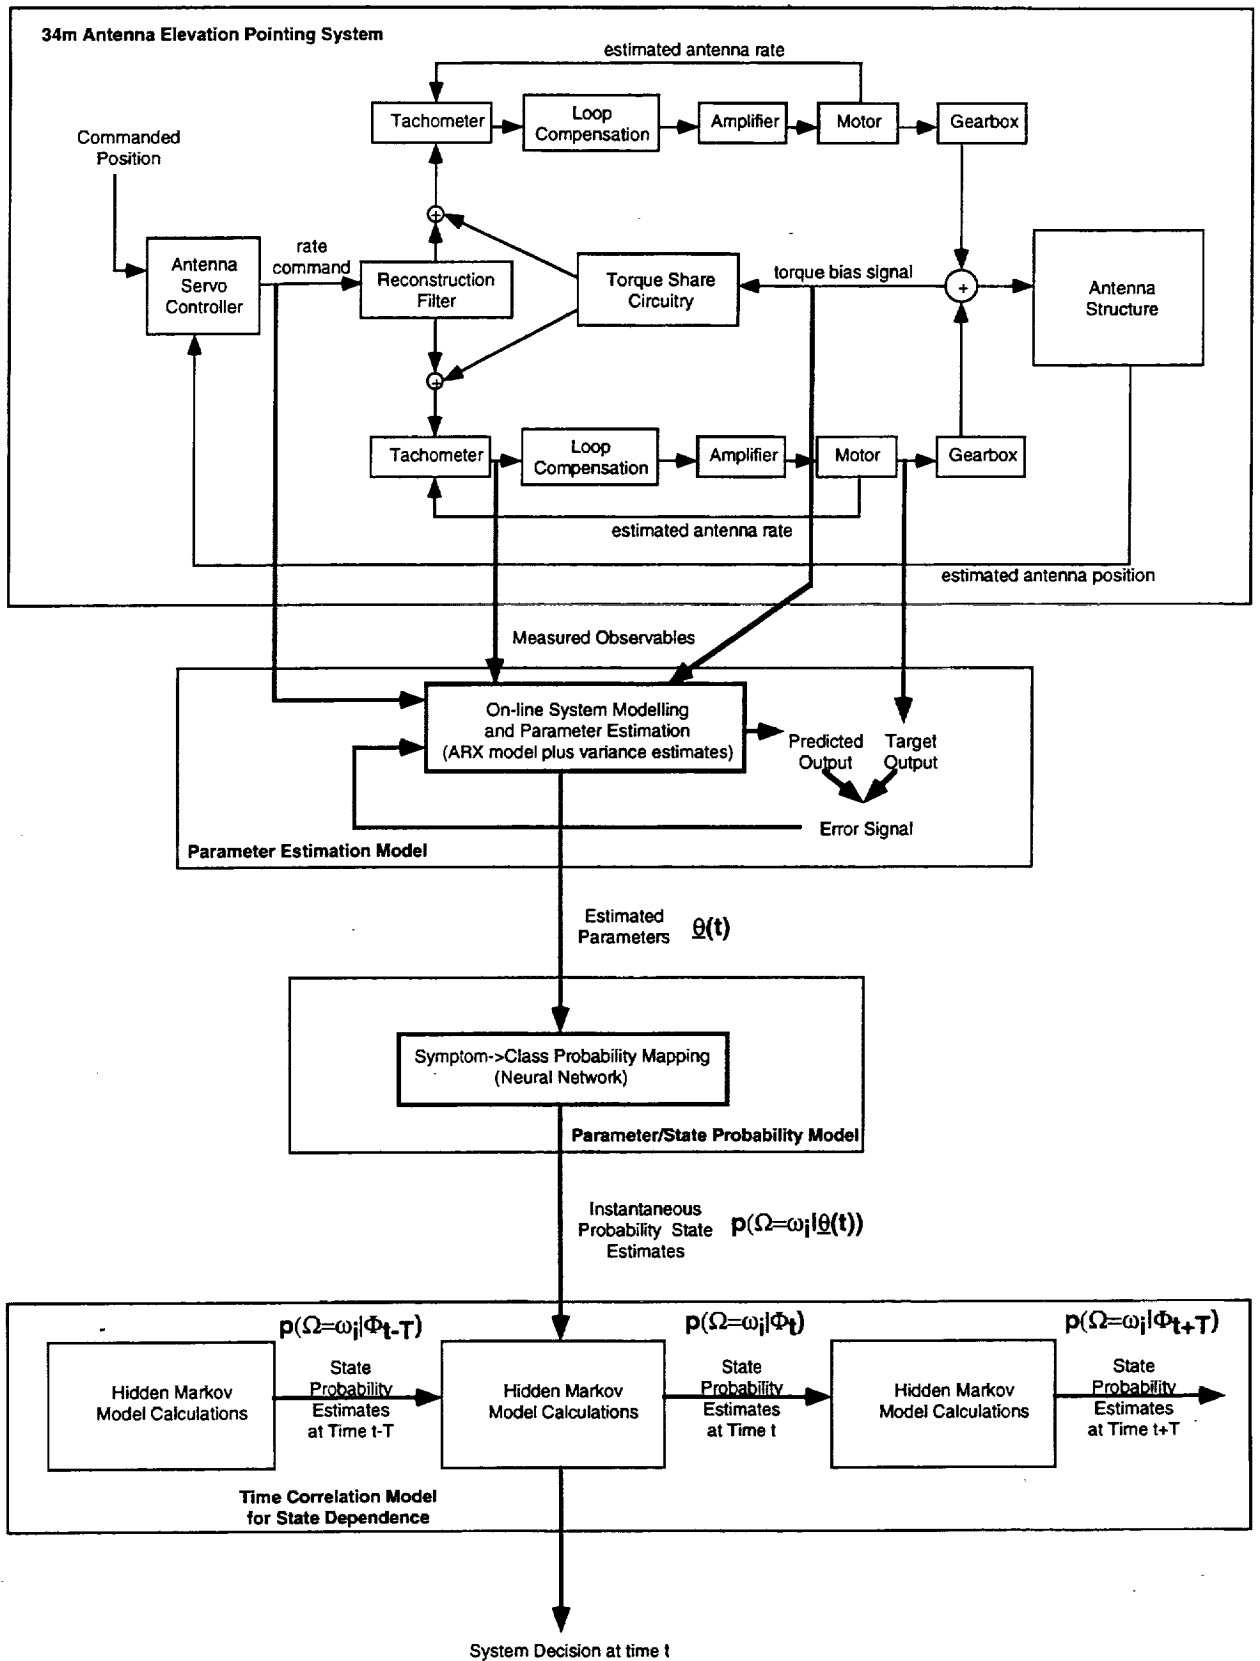 34m Antenna Elevation Pointing System
estimated antenna rate
Tachometer
Loop
Compensation
Amplifier
Motor
Gearbox
Commanded
Position
Antenna
Servo
Controller
rate
command
Reconstruction
Filter
+
Torque Share
Circuitry
torque bias signal
+
Antenna
Structure
+
Tachometer
Loop
Compensation
Amplifier
Motor
Gearbox
estimated antenna rate
estimated antenna position
Measured Observables
On-line System Modelling
and Parameter Estimation
(ARX model plus variance estimates)
Predicted
Output
Target
Output
Error Signal
Parameter Estimation Model
Estimated
Parameters
θ(t)
Symptom->Class Probability Mapping
(Neural Network)
Parameter/State Probability Model
Instantaneous
Probability State
Estimates
p(Ω=ωi|θ(t))
p(Ω=ωi|Φt-T)
p(Ω=ωi|Φt)
p(Ω=ωi|Φt+T)
Hidden Markov
Model Calculations
State
Probability
Estimates
at Time t-T
Hidden Markov
Model Calculations
State
Probability
Estimates
at Time t
Hidden Markov
Model Calculations
State
Probability
Estimates
at Time t+T
Time Correlation Model
for State Dependence
System Decision at time t